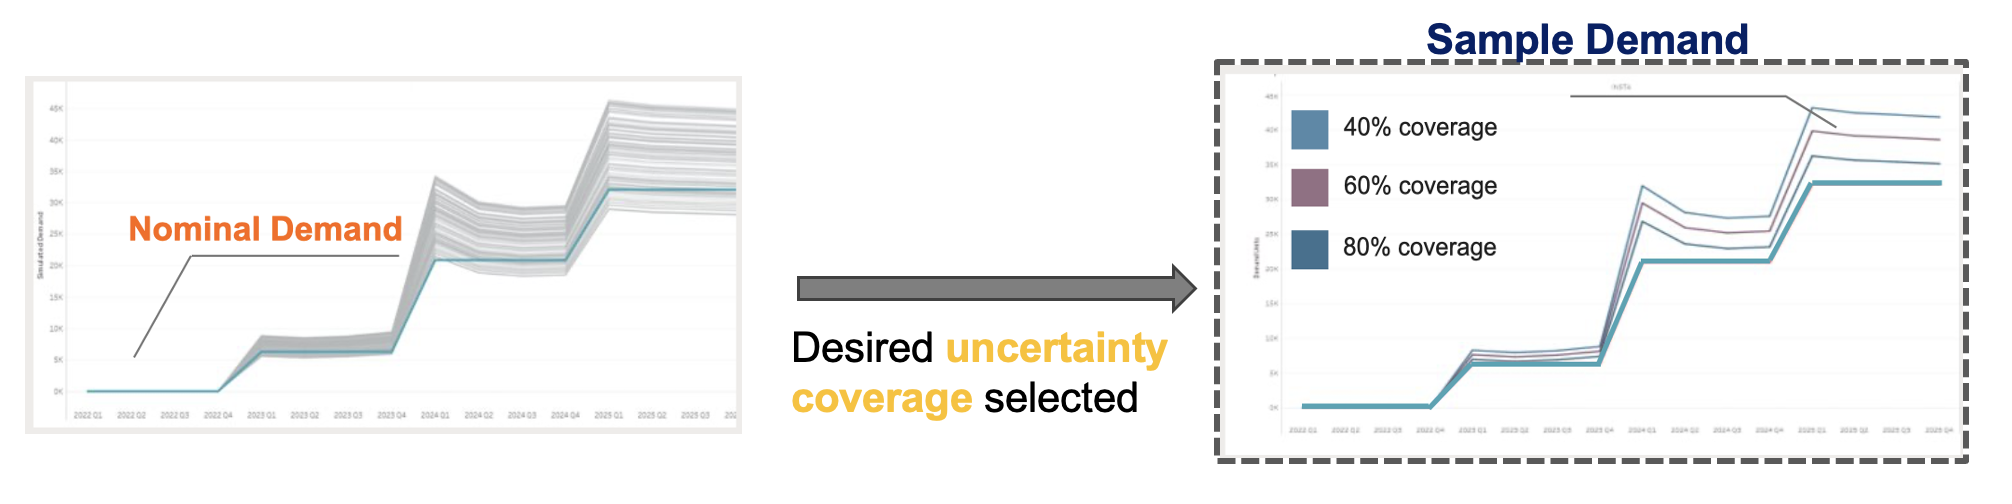 Sample Demand
Nominal Demand
Simulated Demand
45K
40K
35K
30K
25K
20K
15K
10K
5K
0K
2022 Q1 2022 Q2 2022 Q3 2022 Q4 2023 Q1 2023 Q2 2023 Q3 2023 Q4 2024 Q1 2024 Q2 2024 Q3 2024 Q4 2025 Q1 2025 Q2 2025 Q3 202
Desired uncertainty
coverage selected
40% coverage
60% coverage
80% coverage
45K
40K
35K
30K
25K
20K
15K
10K
5K
0K
2022 Q1 2022 Q2 2022 Q3 2022 Q4 2023 Q1 2023 Q2 2023 Q3 2023 Q4 2024 Q1 2024 Q2 2024 Q3 2024 Q4 2025 Q1 2025 Q2 2025 Q3 2025 Q4